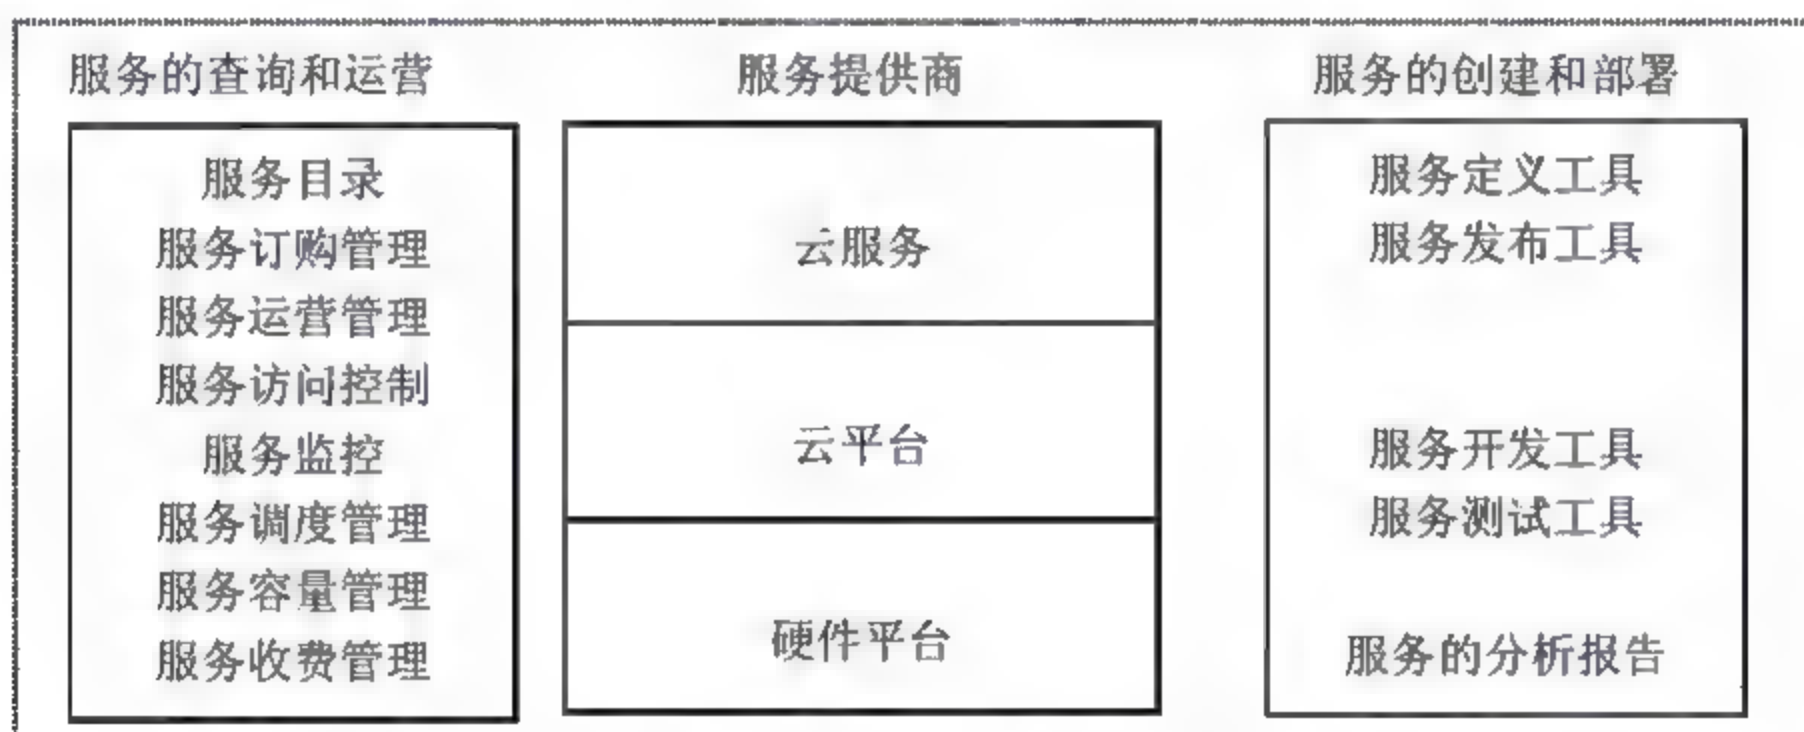 服务的查询和运营
服务目录
服务订购管理
服务运营管理
服务访问控制
服务监控
服务调度管理
服务容量管理
服务收费管理
服务提供商
云服务
云平台
硬件平台
服务的创建和部署
服务定义工具
服务发布工具
服务开发工具
服务测试工具
服务的分析报告